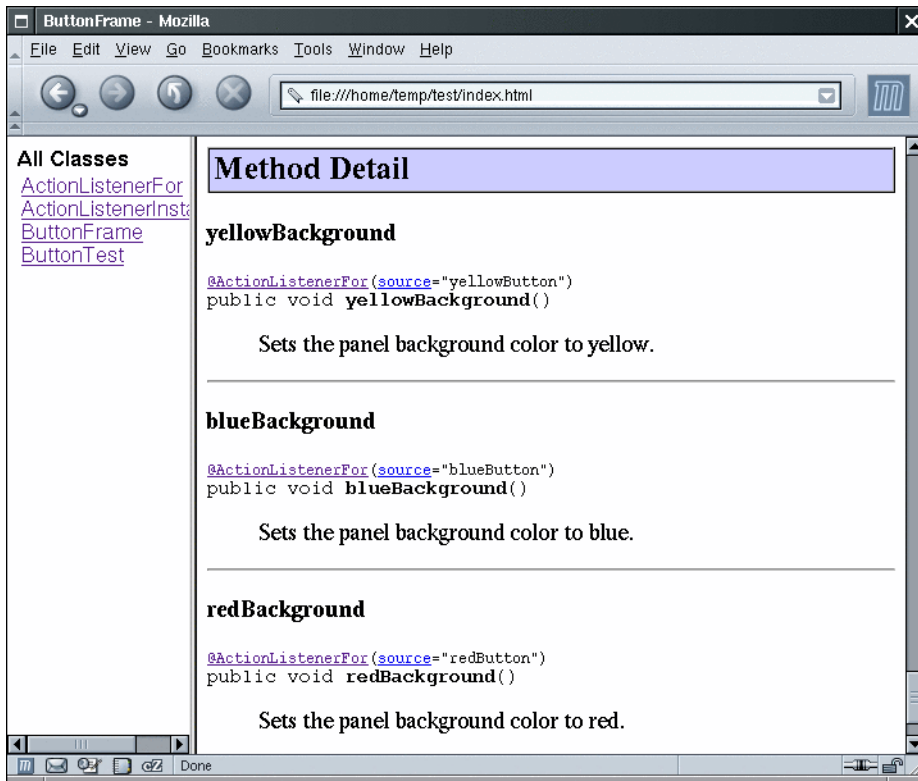 ButtonFrame - Mozilla
File Edit View Go Bookmarks Tools Window Help
file:///home/temp/test/index.html
All Classes
ActionListenerFor
ActionListenerInsta
ButtonFrame
ButtonTest
Method Detail
yellowBackground
@ActionListenerFor(source="yellowButton")
public void yellowBackground()
Sets the panel background color to yellow.
blueBackground
@ActionListenerFor(source="blueButton")
public void blueBackground()
Sets the panel background color to blue.
redBackground
@ActionListenerFor(source="redButton")
public void redBackground()
Sets the panel background color to red.
Done